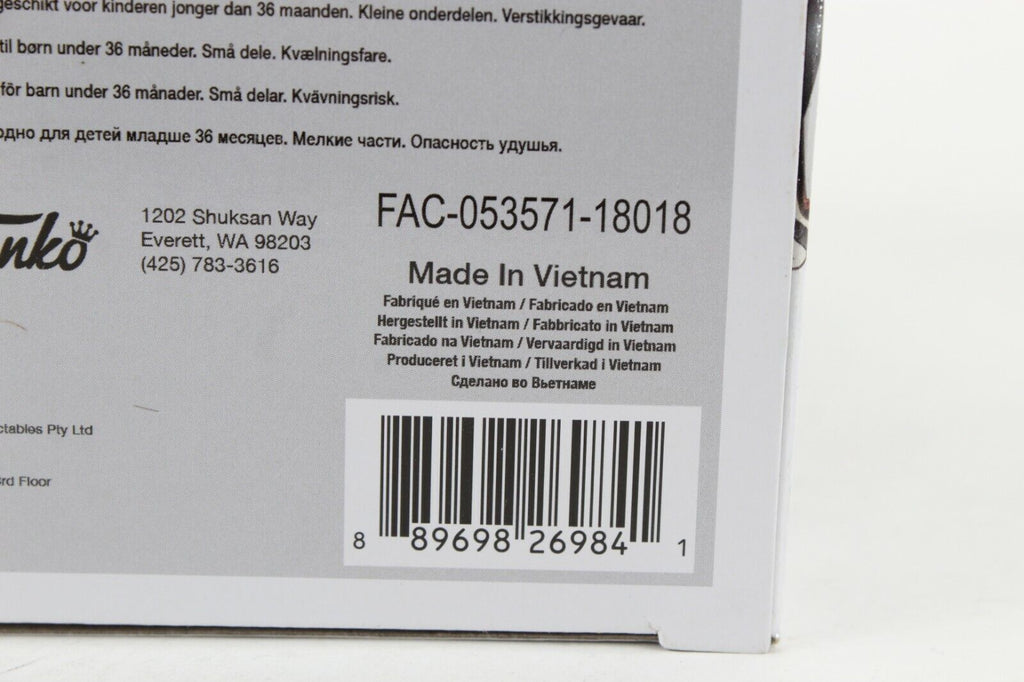 geschikt voor kinderen jonger dan 36 maanden. Kleine onderdelen. Verstikkingsgevaar.
til børn under 36 måneder. Små dele. Kvælningsfare.
för barn under 36 månader. Små delar. Kvävningsrisk.
одно для детей младше 36 месяцев. Мелкие части. Опасность удушья.
nko
1202 Shuksan Way
Everett, WA 98203
(425) 783-3616
FAC-053571-18018
Made In Vietnam
Fabriqué en Vietnam / Fabricado en Vietnam
Hergestellt in Vietnam / Fabbricato in Vietnam
Fabricado na Vietnam / Vervaardigd in Vietnam
Produceret i Vietnam / Tillverkad i Vietnam
Сделано во Вьетнаме
ctables Pty Ltd
rd Floor
8 89698 26984 1